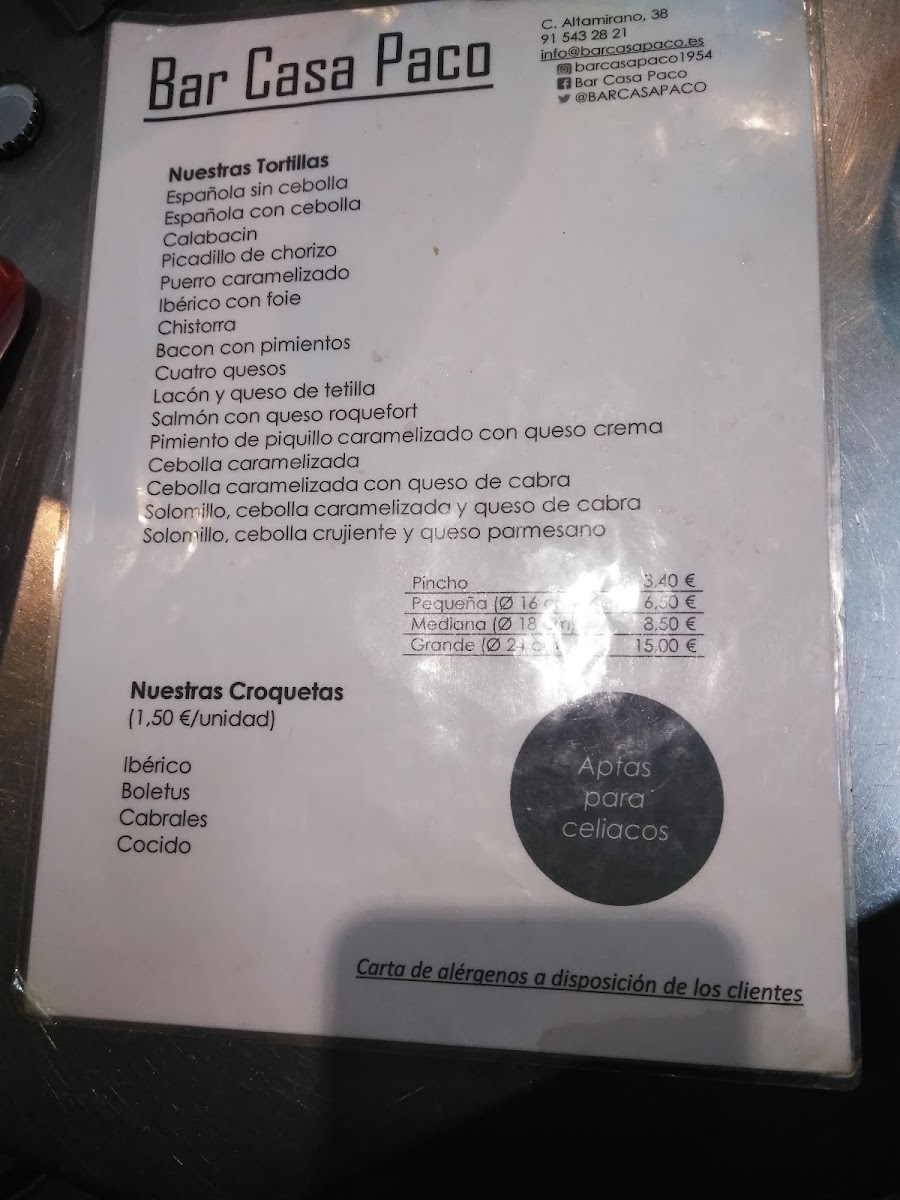 Bar Casa Paco
C. Altamirano, 38
91 543 28 21
info@barcasapaco.es
barcasapaco1954
Bar Casa Paco
@BARCASAPACO
Nuestras Tortillas
Española sin cebolla
Española con cebolla
Calabacin
Picadillo de chorizo
Puerro caramelizado
Ibérico con foie
Chistorra
Bacon con pimientos
Cuatro quesos
Lacón y queso de tetilla
Salmón con queso roquefort
Pimiento de piquillo caramelizado con queso crema
Cebolla caramelizada
Cebolla caramelizada con queso de cabra
Solomillo, cebolla caramelizada y queso de cabra
Solomillo, cebolla crujiente y queso parmesano
Pincho 3,40 €
Pequeña (Ø 16 6,50 €
Mediana (Ø 18 cm) 8,50 €
Grande (Ø 24 15,00 €
Nuestras Croquetas
(1,50 €/unidad)
Ibérico
Boletus
Cabrales
Cocido
Aptas
para
celiacos
Carta de alérgenos a disposición de los clientes